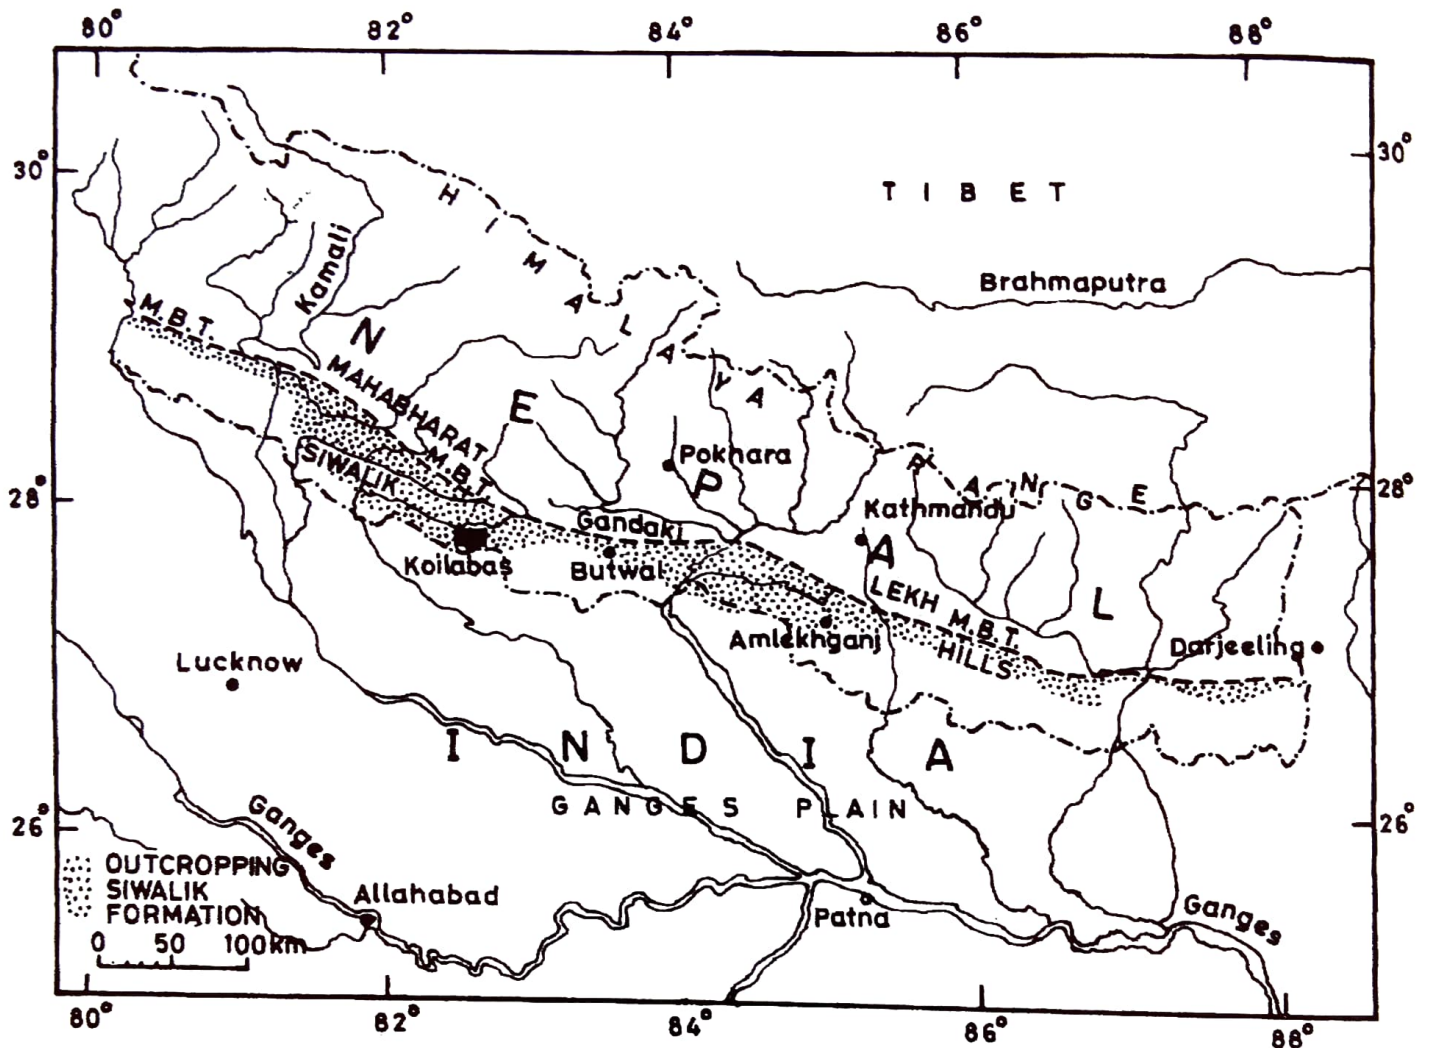 80° 82° 84° 86° 88°
30° 30°
TIBET
HIMALAYA RANGE
Brahmaputra
Kamali
M.B.T.
NEPAL
MAHABHARAT
M.B.T.
SIWALIK
Pokhara
28° 28°
Kathmandu
Gandaki
Koilabas
Butwal
LEKH M.B.T.
HILLS
Amlekhganj
Darjeeling
Lucknow
INDIA
GANGES PLAIN
26° 26°
Ganges
OUTCROPPING
SIWALIK
FORMATION
Allahabad
Patna
Ganges
0 50 100km
80° 82° 84° 86° 88°